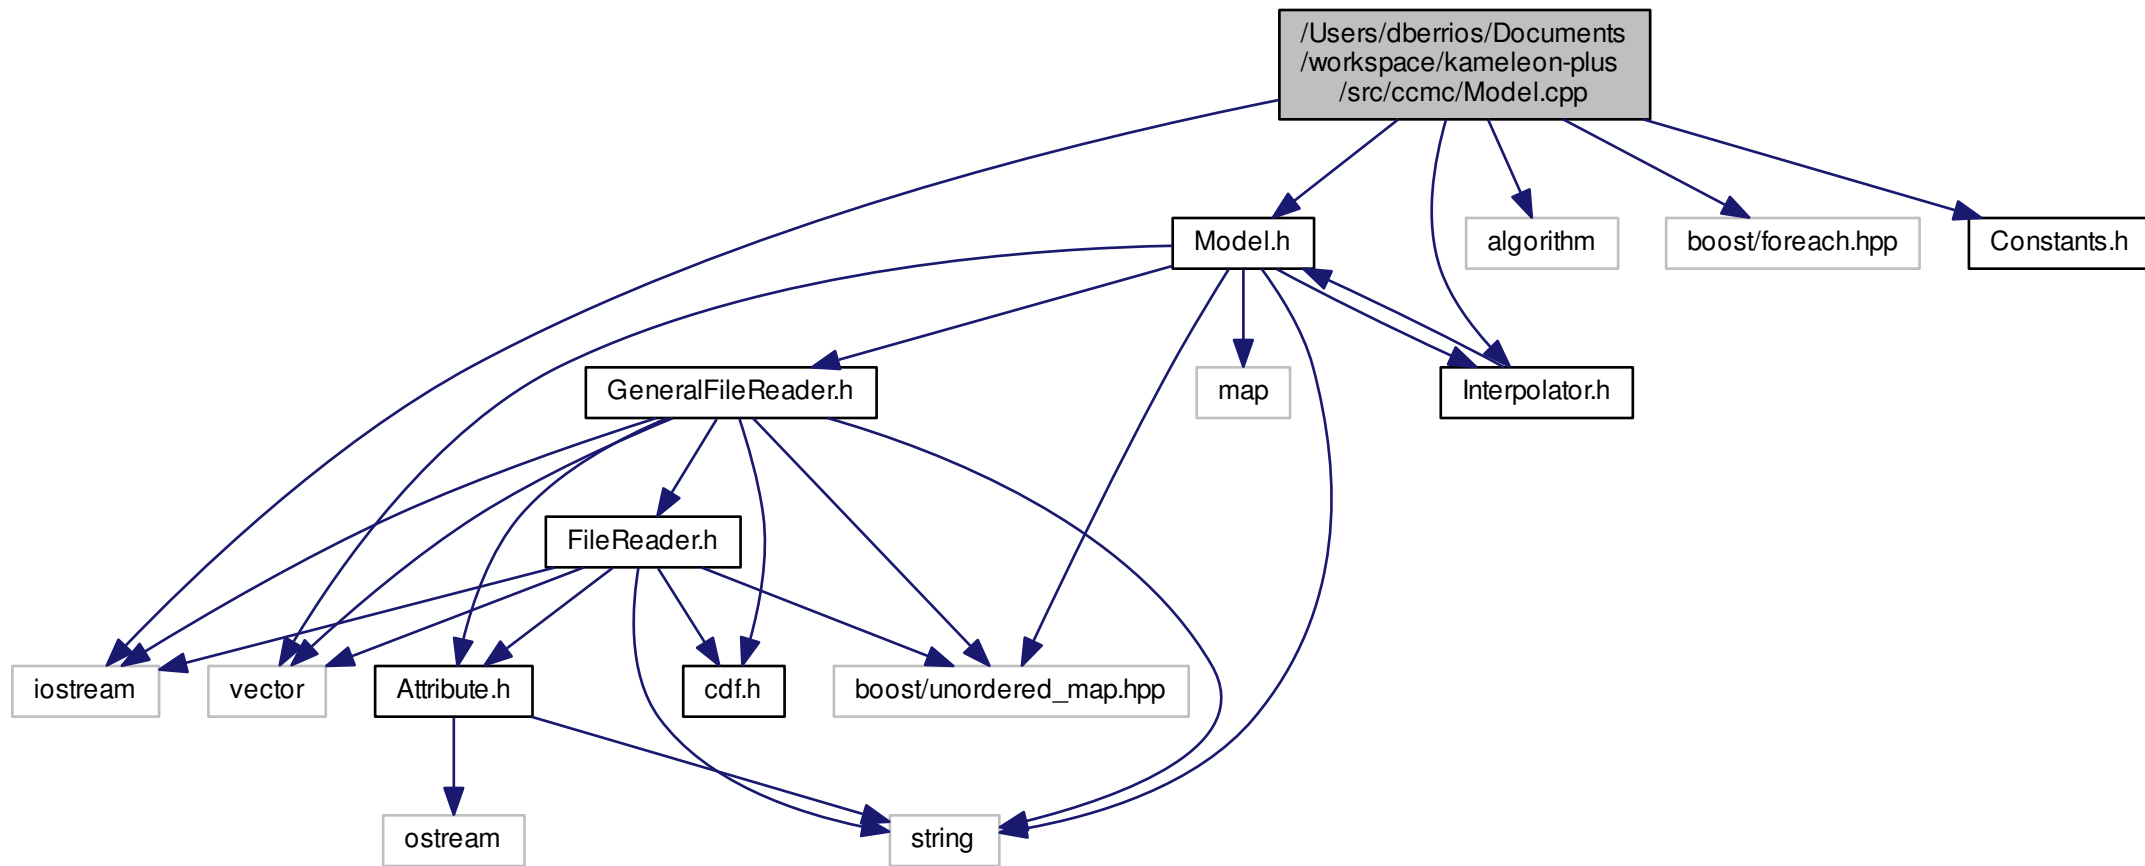 /Users/dberrios/Documents
/workspace/kameleon-plus
/src/ccmc/Model.cpp
Model.h
algorithm
boost/foreach.hpp
Constants.h
GeneralFileReader.h
map
Interpolator.h
FileReader.h
iostream
vector
Attribute.h
cdf.h
boost/unordered_map.hpp
ostream
string